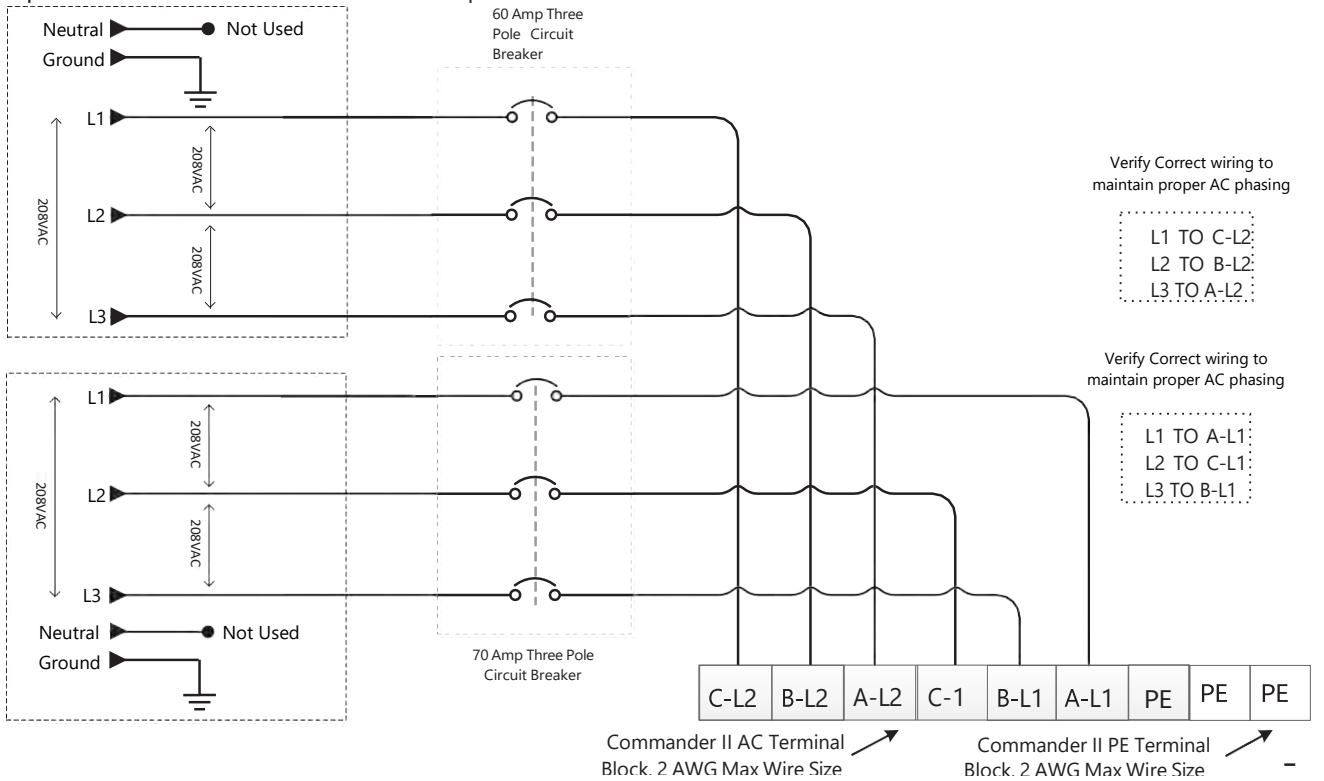 60 Amp Three
Pole Circuit
Breaker
Neutral
Not Used
Ground
L1
208VAC
208VAC
L2
208VAC
L3
Verify Correct wiring to
maintain proper AC phasing
L1 TO C-L2
L2 TO B-L2
L3 TO A-L2
L1
208VAC
208VAC
L2
208VAC
L3
Neutral
Not Used
Ground
Verify Correct wiring to
maintain proper AC phasing
L1 TO A-L1
L2 TO C-L1
L3 TO B-L1
70 Amp Three Pole
Circuit Breaker
C-L2 B-L2 A-L2 C-1 B-L1 A-L1 PE PE PE
Commander II AC Terminal
Block. 2 AWG Max Wire Size
Commander II PE Terminal
Block. 2 AWG Max Wire Size